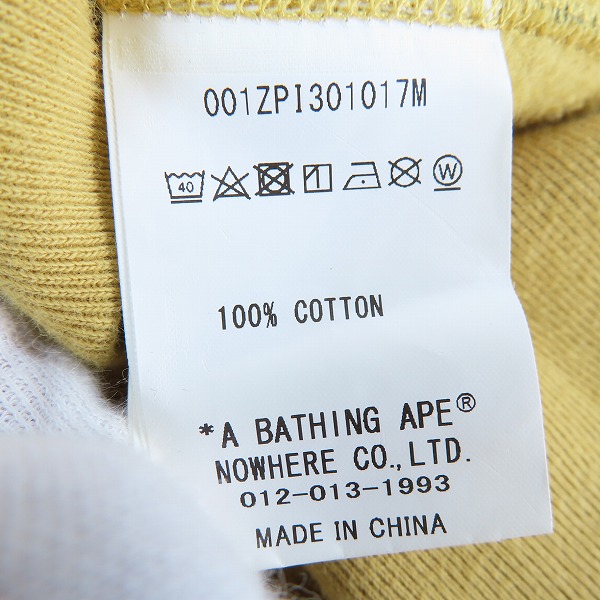 001ZPI301017M
40 W
100% COTTON
*A BATHING APE®
NOWHERE CO.,LTD.
012-013-1993
MADE IN CHINA